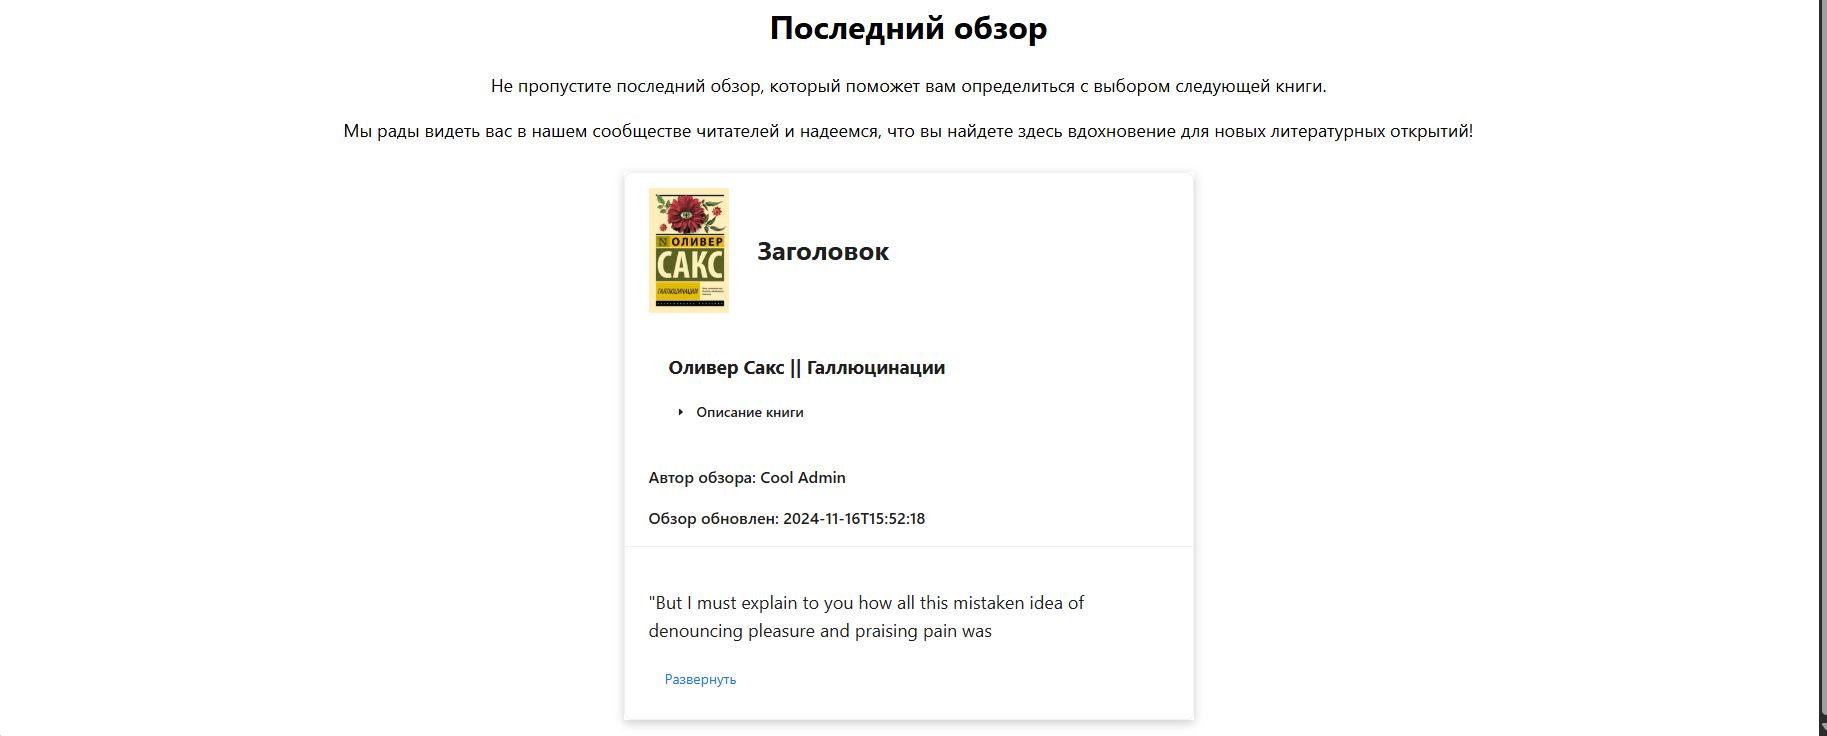 Последний обзор
Не пропустите последний обзор, который поможет вам определиться с выбором следующей книги.
Мы рады видеть вас в нашем сообществе читателей и надеемся, что вы найдете здесь вдохновение для новых литературных открытий!
N ОЛИВЕР
САКС
ГАЛЛЮЦИНАЦИИ
Заголовок
Оливер Сакс || Галлюцинации
Описание книги
Автор обзора: Cool Admin
Обзор обновлен: 2024-11-16T15:52:18
"But I must explain to you how all this mistaken idea of
denouncing pleasure and praising pain was
Развернуть